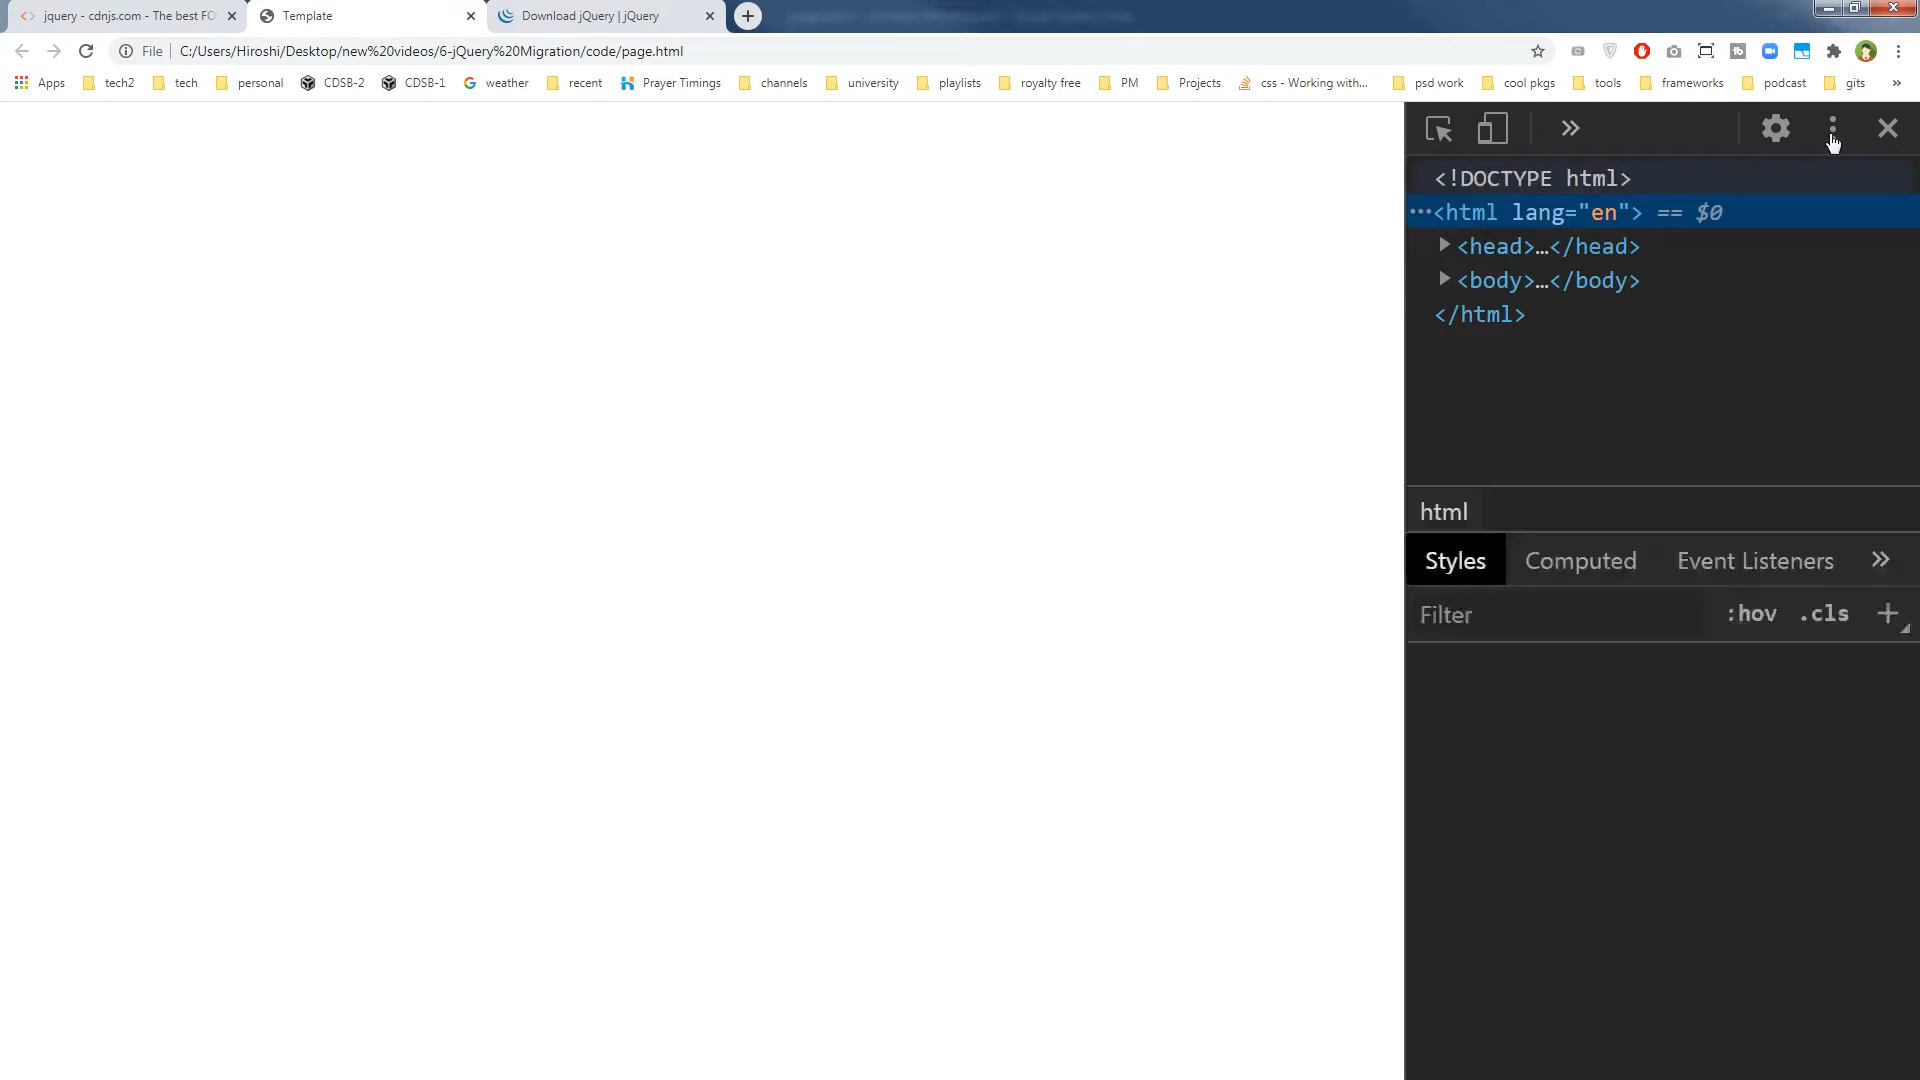 jquery - cdnjs.com - The best FO
Template
Download jQuery | jQuery
File
C:/Users/Hiroshi/Desktop/new%20videos/6-jQuery%20Migration/code/page.html
Apps tech2 tech personal CDSB-2 CDSB-1 weather recent Prayer Timings channels university playlists royalty free PM Projects css - Working with... psd work cool pkgs tools frameworks podcast gits »
<!DOCTYPE html>
···<html lang="en"> == $0
<head>…</head>
<body>…</body>
</html>
html
Styles Computed Event Listeners »
Filter :hov .cls +